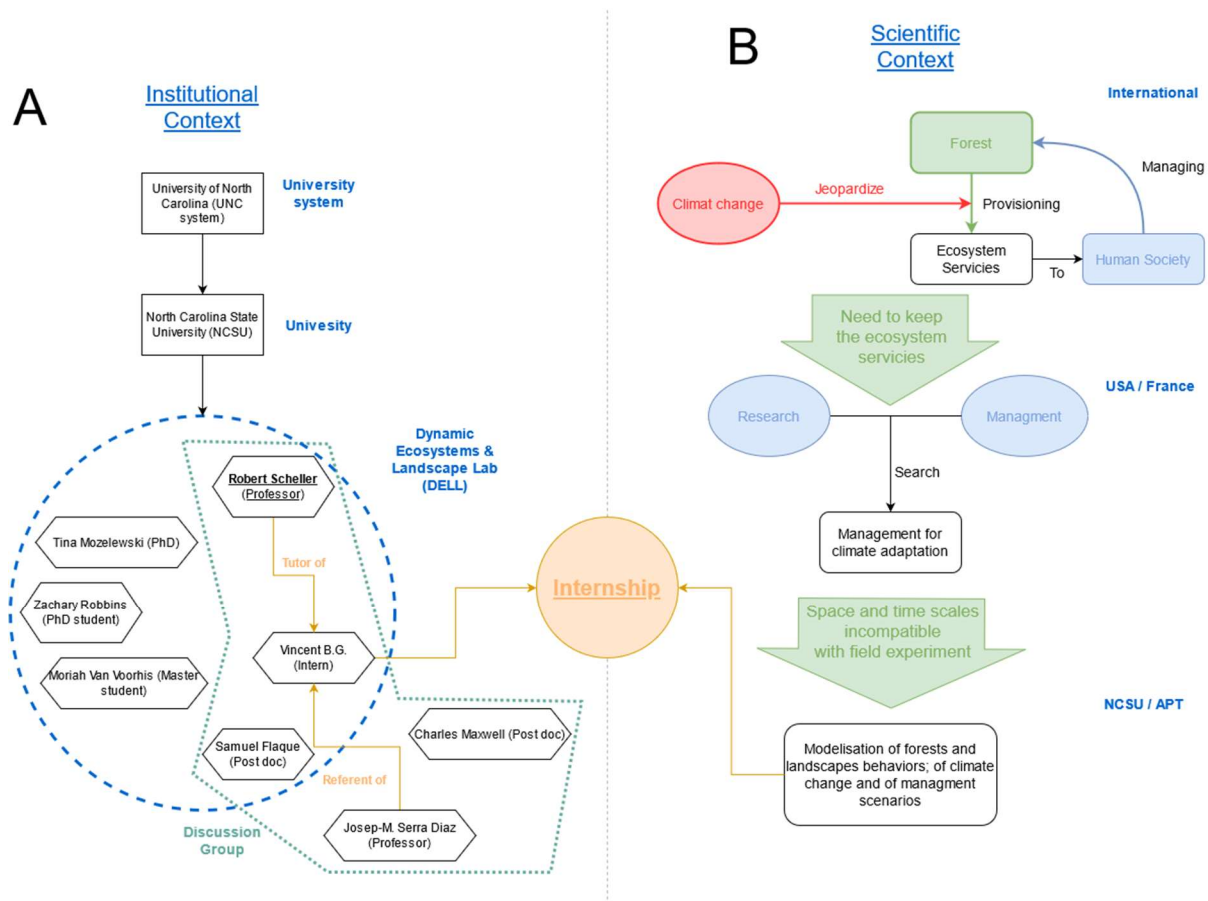 A
Institutional
Context
University of North
Carolina (UNC
system)
University
system
North Carolina State
University (NCSU)
Univesity
Dynamic
Ecosystems &
Landscape Lab
(DELL)
Robert Scheller
(Professor)
Tina Mozelewski (PhD)
Tutor of
Zachary Robbins
(PhD student)
Vincent B.G.
(Intern)
Moriah Van Voorhis (Master
student)
Samuel Flaque
(Post doc)
Charles Maxwell (Post doc)
Referent of
Josep-M. Serra Diaz
(Professor)
Discussion
Group
Internship
B
Scientific
Context
International
Forest
Managing
Climat change
Jeopardize
Provisioning
Ecosystem
Servicies
To
Human Society
Need to keep
the ecosystem
servicies
USA / France
Research
Managment
Search
Management for
climate adaptation
Space and time scales
incompatible
with field experiment
NCSU / APT
Modelisation of forests and
landscapes behaviors; of climate
change and of managment
scenarios